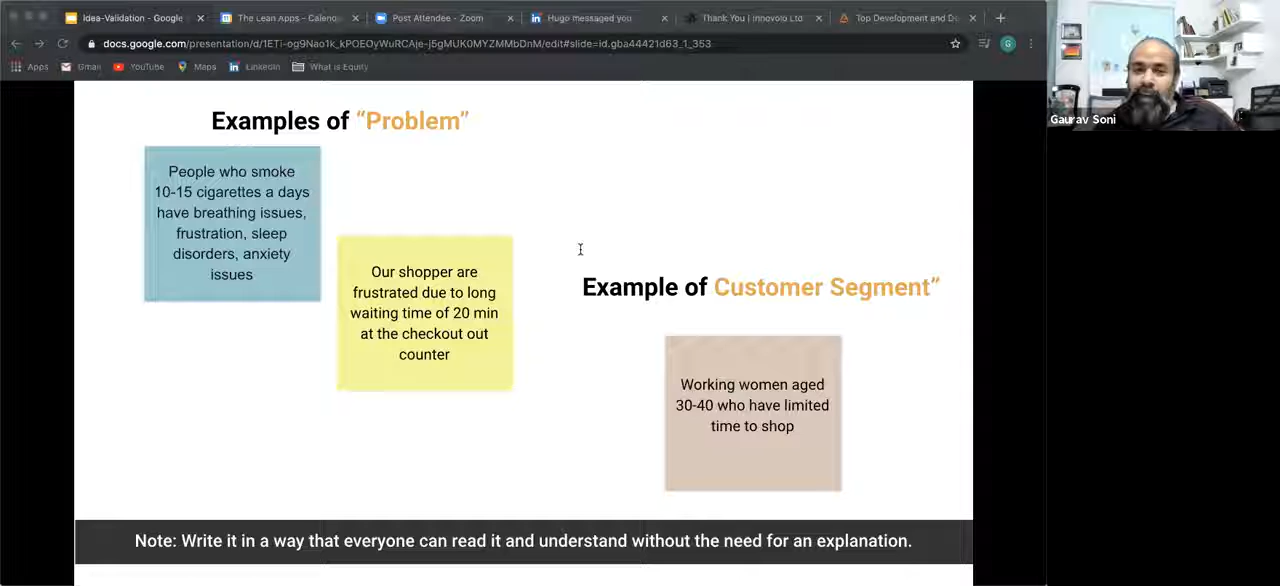 Idea-Validation - Google
The Lean Apps - Calend
Post Attendee - Zoom
Hugo messaged you
Thank You | Innovolo Ltd
Top Development and De
docs.google.com/presentation/d/1ETi-og9Nao1k_kPOEOyWuRCAje-j5gMUK0MYZMMbDnM/edit#slide=id.gba44421d63_1_353
G
Apps
Gmail
YouTube
Maps
LinkedIn
What is Equity
Gaurav Soni
Examples of “Problem”
People who smoke
10-15 cigarettes a days
have breathing issues,
frustration, sleep
disorders, anxiety
issues
Our shopper are
frustrated due to long
waiting time of 20 min
at the checkout out
counter
Example of Customer Segment”
Working women aged
30-40 who have limited
time to shop
Note: Write it in a way that everyone can read it and understand without the need for an explanation.